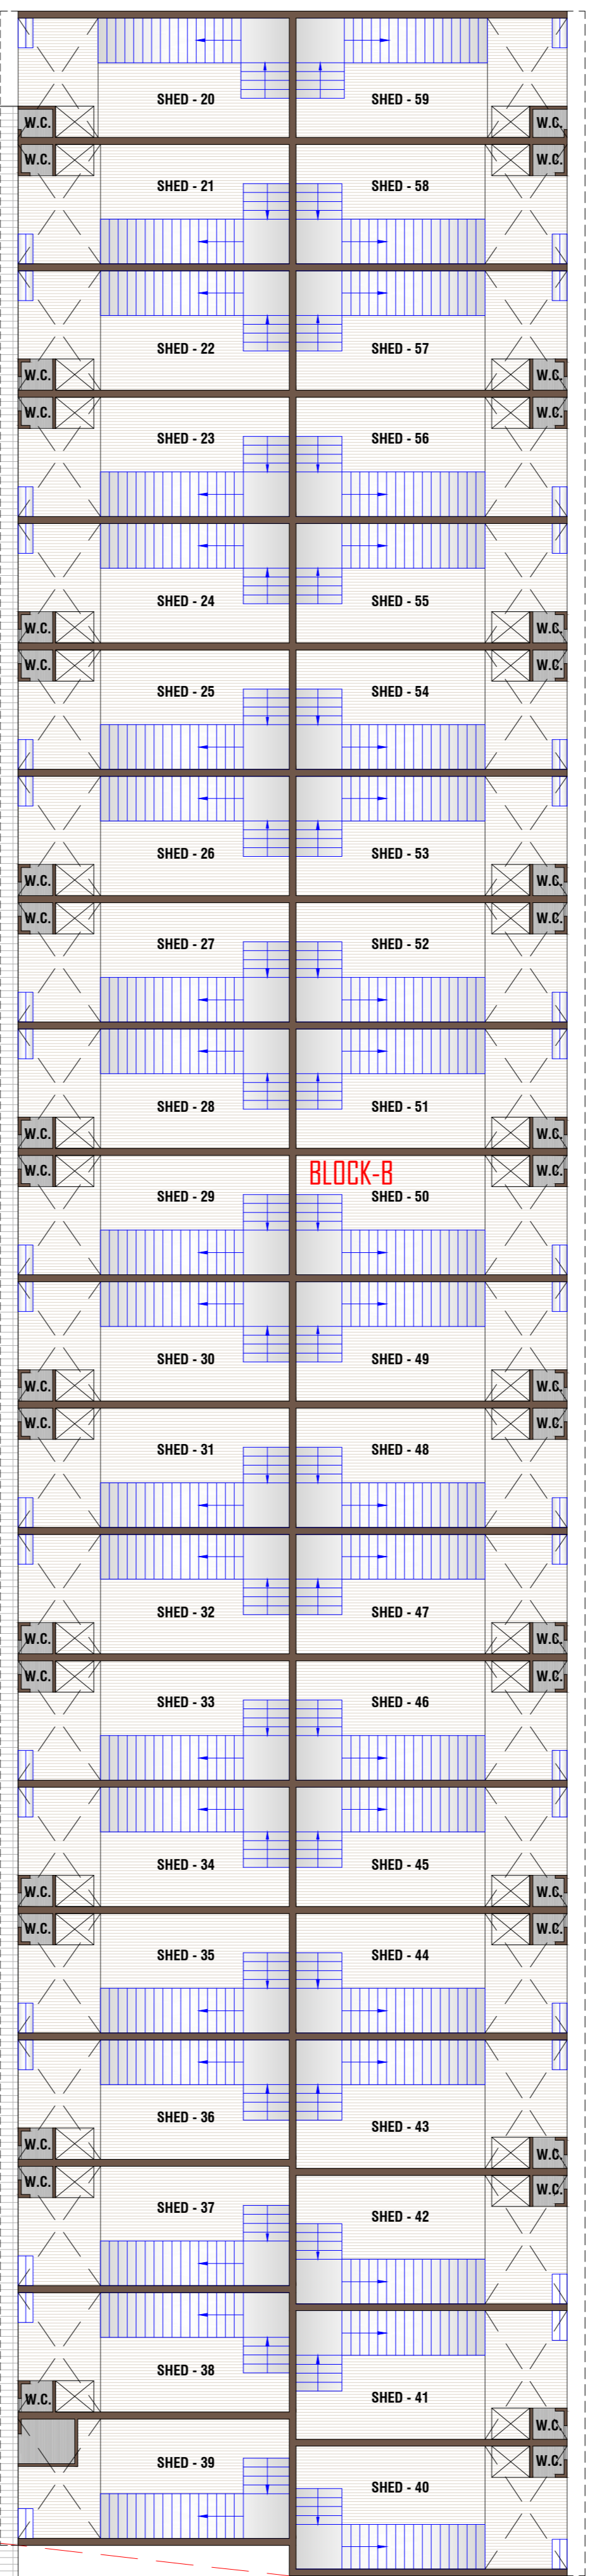 SHED - 20 SHED - 59
W.C. W.C.
W.C. W.C.
SHED - 21 SHED - 58
SHED - 22 SHED - 57
W.C. W.C.
W.C. W.C.
SHED - 23 SHED - 56
SHED - 24 SHED - 55
W.C. W.C.
W.C. W.C.
SHED - 25 SHED - 54
SHED - 26 SHED - 53
W.C. W.C.
W.C. W.C.
SHED - 27 SHED - 52
SHED - 28 SHED - 51
W.C. W.C.
W.C. BLOCK-B W.C.
SHED - 29 SHED - 50
SHED - 30 SHED - 49
W.C. W.C.
W.C. W.C.
SHED - 31 SHED - 48
SHED - 32 SHED - 47
W.C. W.C.
W.C. W.C.
SHED - 33 SHED - 46
SHED - 34 SHED - 45
W.C. W.C.
W.C. W.C.
SHED - 35 SHED - 44
SHED - 36 SHED - 43
W.C. W.C.
W.C. W.C.
SHED - 37 SHED - 42
SHED - 38 SHED - 41
W.C. W.C.
W.C.
SHED - 39 SHED - 40